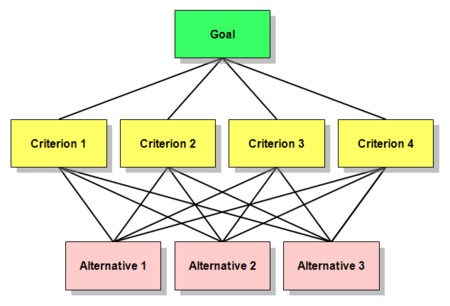 Goal
Criterion 1
Criterion 2
Criterion 3
Criterion 4
Alternative 1
Alternative 2
Alternative 3